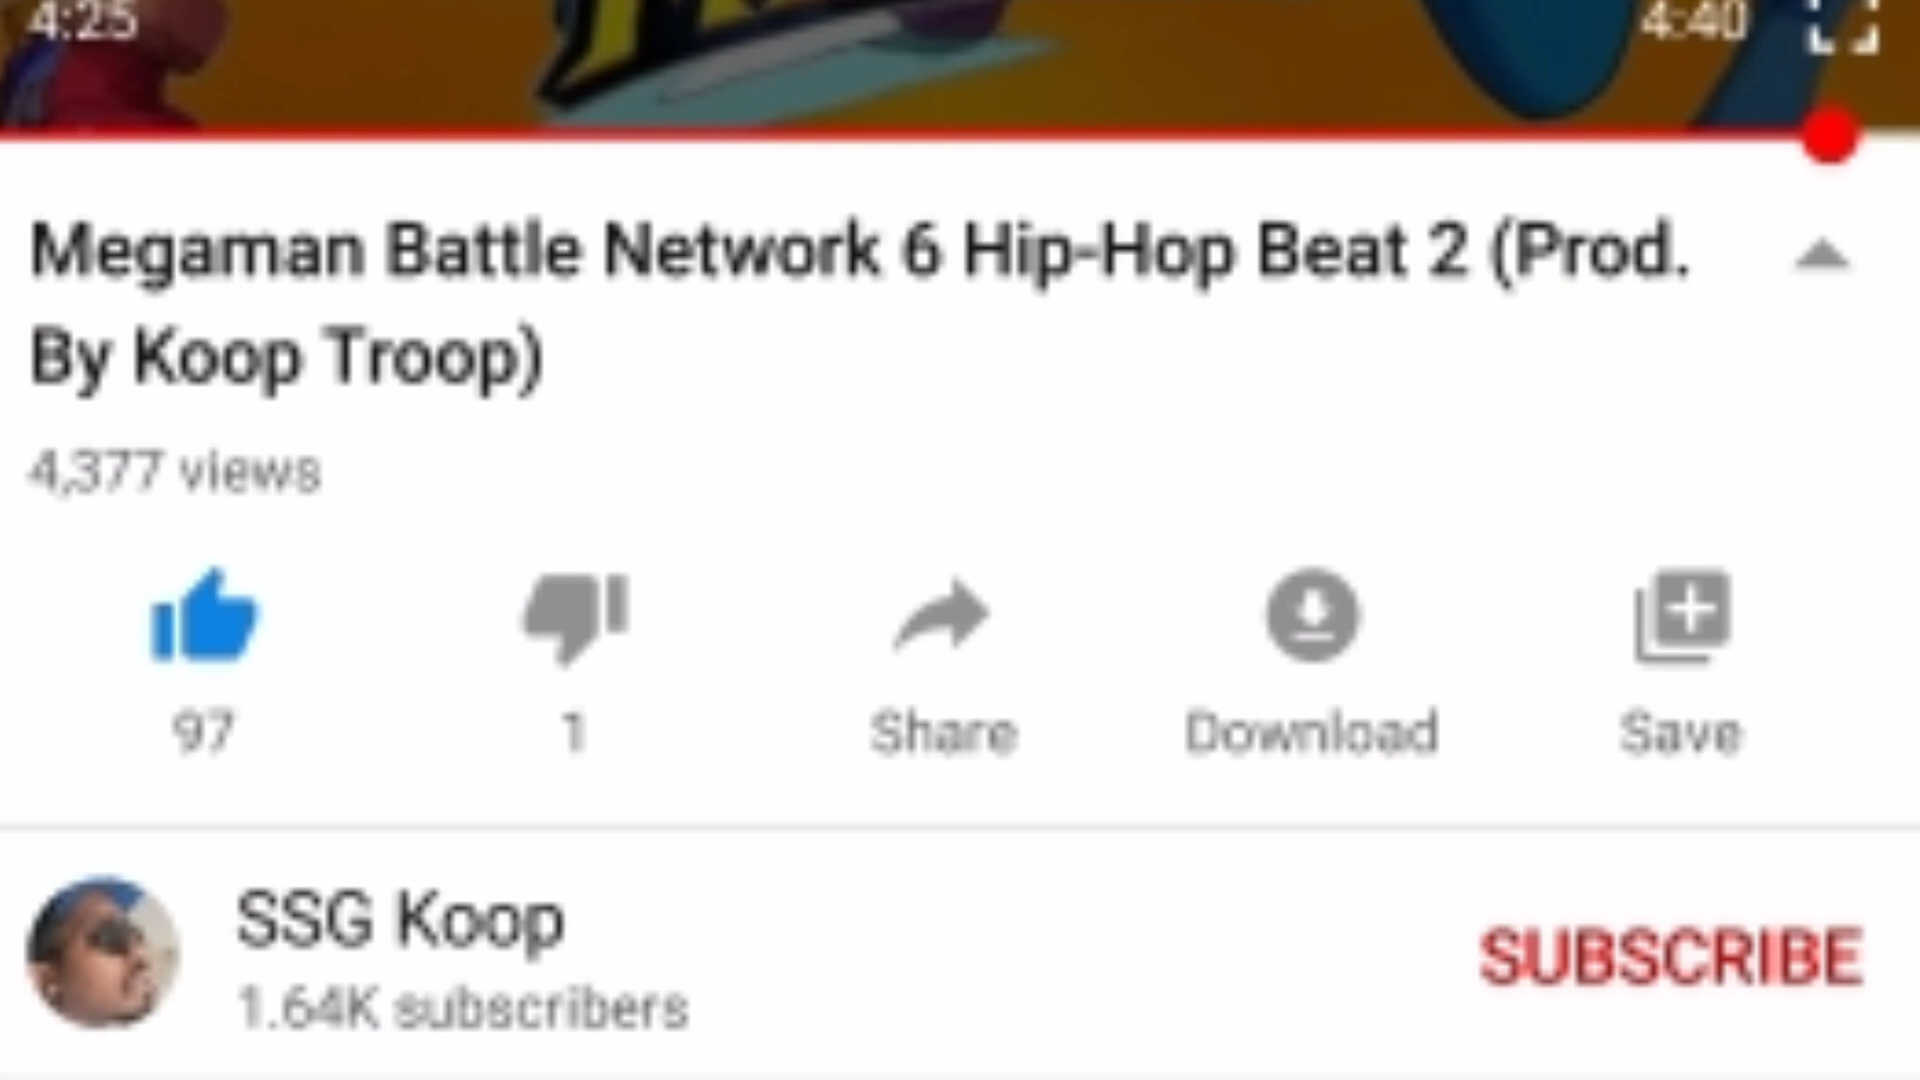 4:25
4:40
Megaman Battle Network 6 Hip-Hop Beat 2 (Prod.
By Koop Troop)
4,377 views
97
1
Share
Download
Save
SSG Koop
SUBSCRIBE
1.64K subscribers